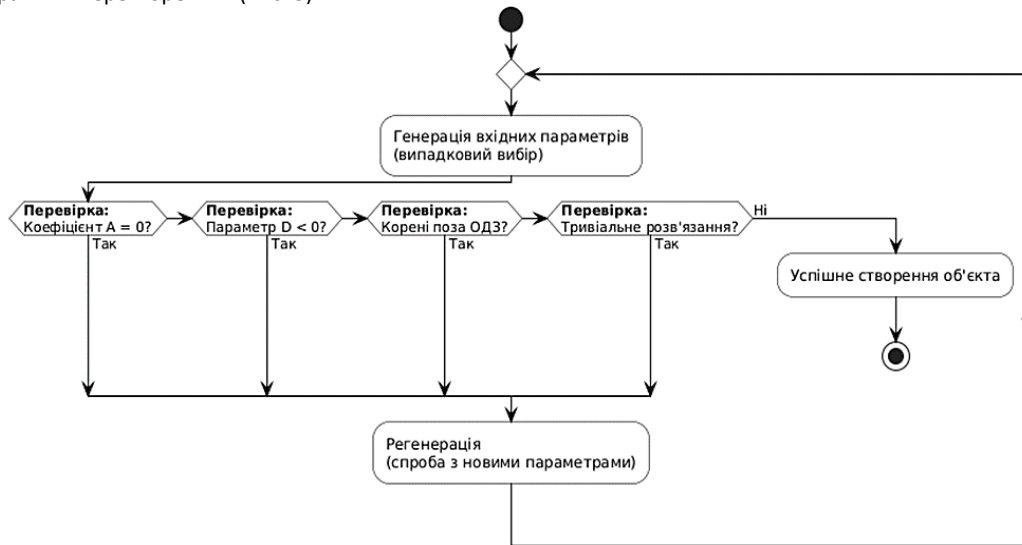 Генерація вхідних параметрів
(випадковий вибір)
Перевірка:
Коефіцієнт A = 0?
Перевірка:
Параметр D < 0?
Перевірка:
Корені поза ОДЗ?
Перевірка:
Тривіальне розв'язання?
Ні
Так
Так
Так
Так
Успішне створення об'єкта
Регенерація
(спроба з новими параметрами)